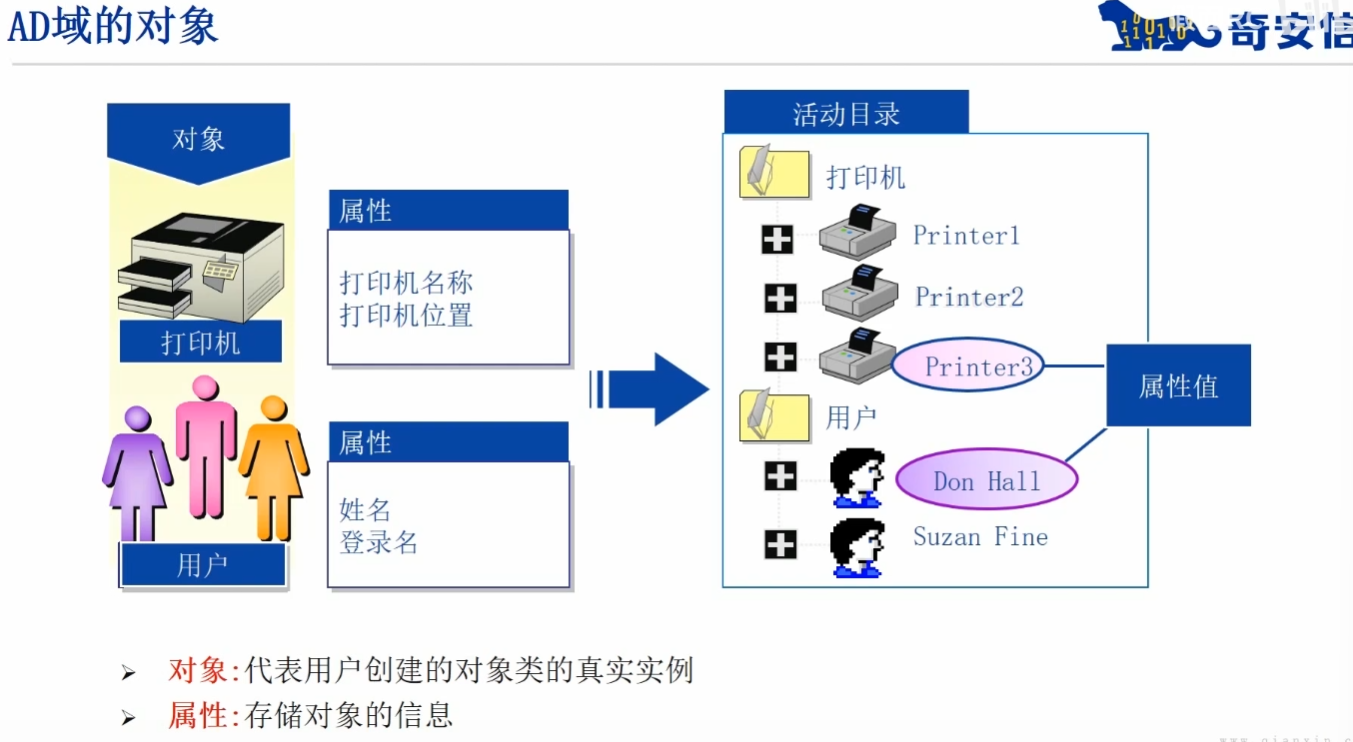 AD域的对象
奇安信
对象
打印机
用户
属性
打印机名称
打印机位置
属性
姓名
登录名
活动目录
打印机
Printer1
Printer2
Printer3
用户
Don Hall
Suzan Fine
属性值
对象:代表用户创建的对象类的真实实例
属性:存储对象的信息